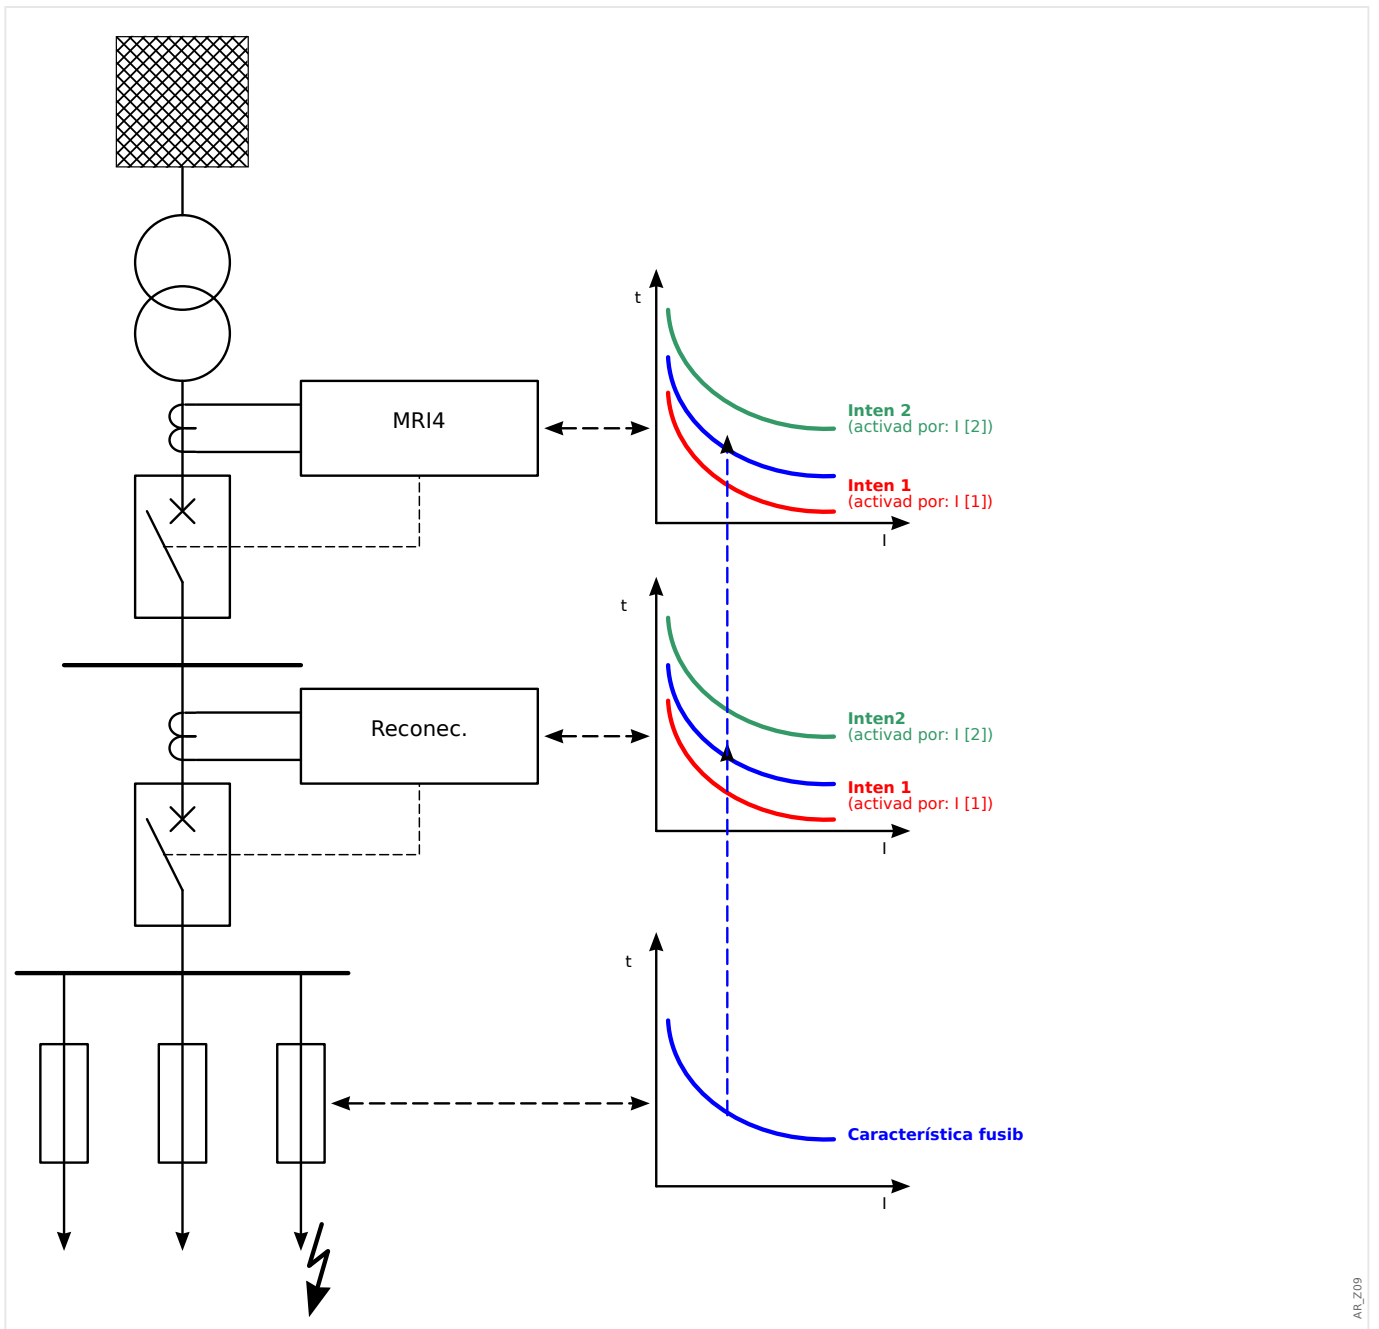 t
MRI4
Inten 2
(activad por: I [2])
Inten 1
(activad por: I [1])
I
t
Reconec.
Inten2
(activad por: I [2])
Inten 1
(activad por: I [1])
I
t
Característica fusib
I
AR_Z09